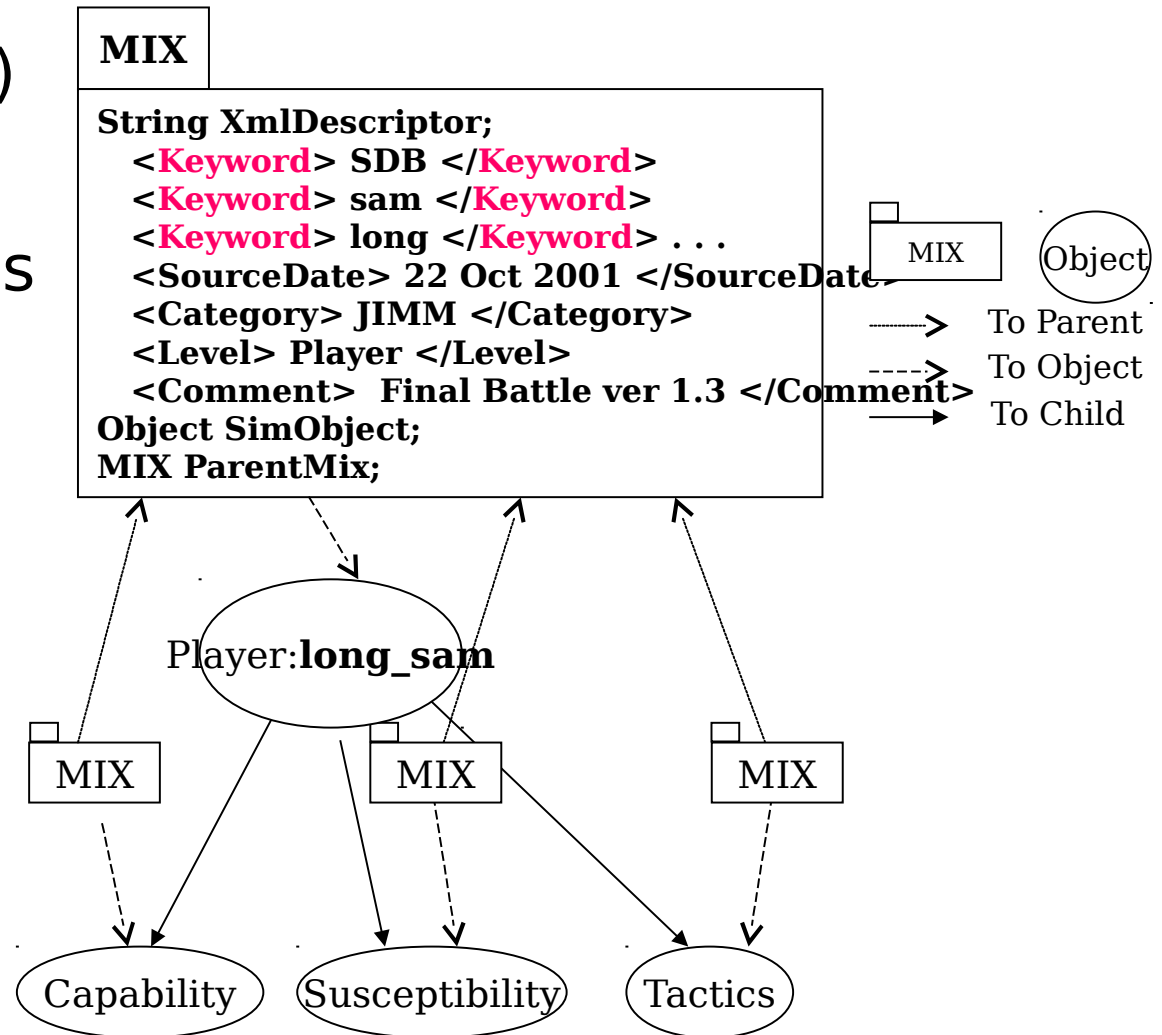 )
s
MIX
String XmlDescriptor;
<Keyword> SDB </Keyword>
<Keyword> sam </Keyword>
<Keyword> long </Keyword> . . .
<SourceDate> 22 Oct 2001 </SourceDate>
<Category> JIMM </Category>
<Level> Player </Level>
<Comment>  Final Battle ver 1.3 </Comment>
Object SimObject;
MIX ParentMix;
MIX
Object
To Parent
To Object
To Child
Player:long_sam
MIX
MIX
MIX
Capability
Susceptibility
Tactics